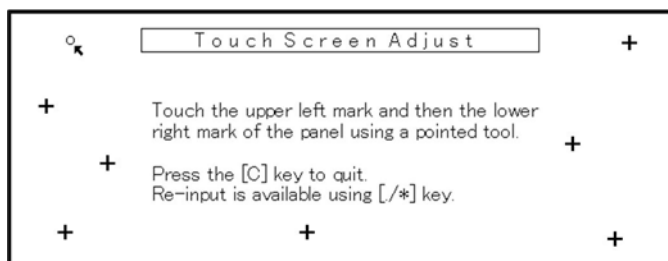 Touch Screen Adjust
Touch the upper left mark and then the lower
right mark of the panel using a pointed tool.
Press the [C] key to quit.
Re-input is available using [./*] key.